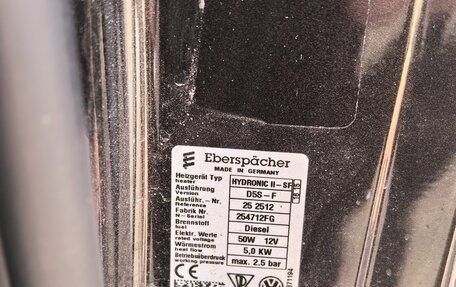 Eberspächer
MADE IN GERMANY
Heizgerät Typ HYDRONIC II-SF
heater
Ausführung D5S-F
Version
Ausführ.-Nr. 25 2512
Reference
Fabrik Nr. 254712FG
N-Serial
Brennstoff Diesel
fuel
Elektr. Werte 50W 12V
rated voltage
Wärmestrom 5,0 KW
heat flow
Betriebsüberdruck max. 2.5 bar
work. pressure
CE